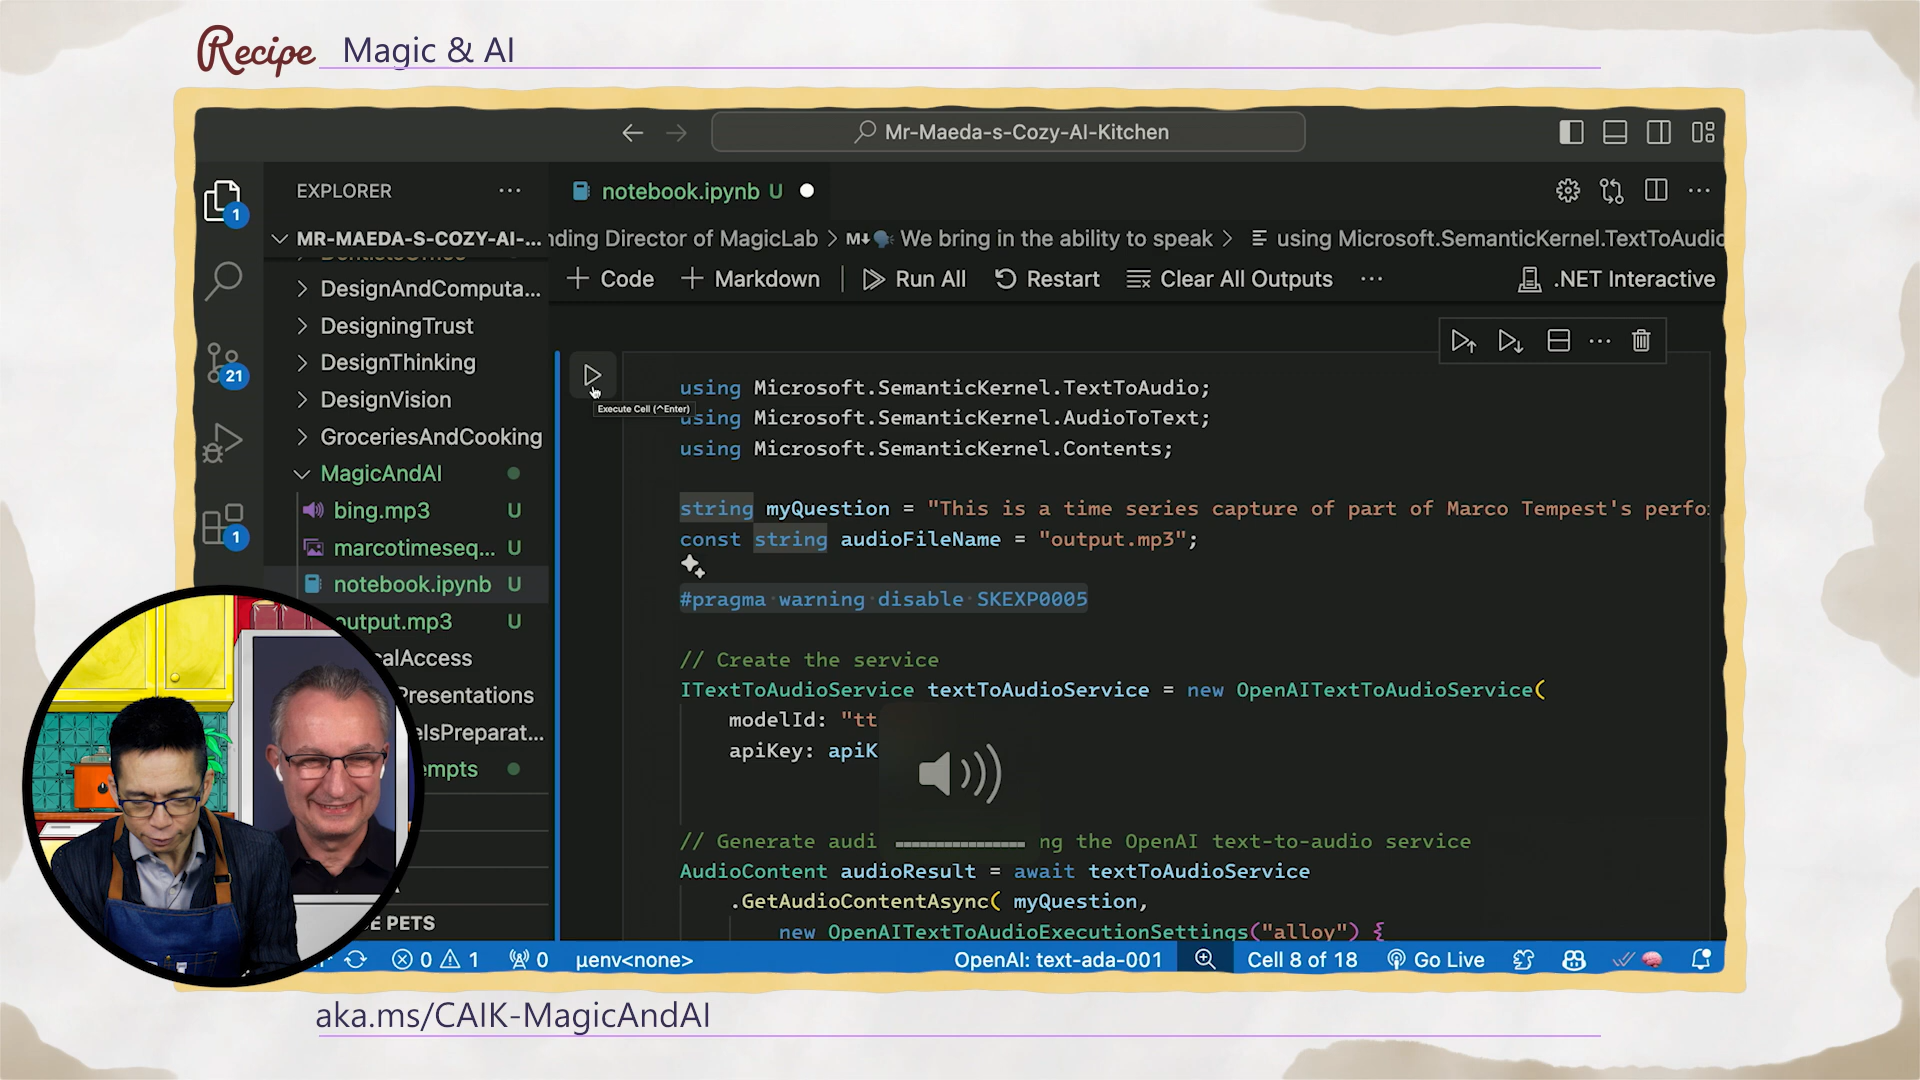 Recipe Magic & AI
Mr-Maeda-s-Cozy-AI-Kitchen
1
EXPLORER
notebook.ipynb U
MR-MAEDA-S-COZY-AI-...
nding Director of MagicLab > We bring in the ability to speak > using Microsoft.SemanticKernel.TextToAudio
+ Code + Markdown Run All Restart Clear All Outputs ... .NET Interactive
DesignAndComputa...
DesigningTrust
DesignThinking
21
DesignVision
GroceriesAndCooking
MagicAndAI
bing.mp3 U
1
marcotimeseq... U
notebook.ipynb U
output.mp3 U
calAccess
Presentations
elsPreparat...
empts
E PETS
Execute Cell (^Enter)
using Microsoft.SemanticKernel.TextToAudio;
using Microsoft.SemanticKernel.AudioToText;
using Microsoft.SemanticKernel.Contents;
string myQuestion = "This is a time series capture of part of Marco Tempest's perfo
const string audioFileName = "output.mp3";
#pragma warning disable SKEXP0005
// Create the service
ITextToAudioService textToAudioService = new OpenAITextToAudioService(
modelId: "tt
apiKey: apiK
// Generate audi ng the OpenAI text-to-audio service
AudioContent audioResult = await textToAudioService
.GetAudioContentAsync( myQuestion,
new OpenAITextToAudioExecutionSettings("alloy") {
0 1 0 µenv<none> OpenAI: text-ada-001 Cell 8 of 18 Go Live
aka.ms/CAIK-MagicAndAI